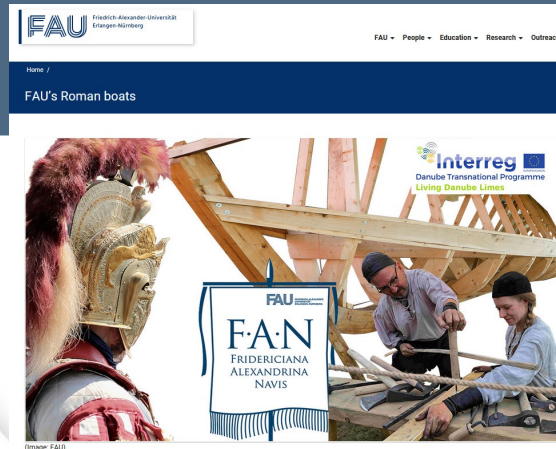 FAU
Friedrich-Alexander-Universität
Erlangen-Nürnberg
FAU People Education Research Outreac
Home /
FAU's Roman boats
Interreg
Danube Transnational Programme
Living Danube Limes
FAU
F·A·N
FRIDERICIANA
ALEXANDRINA
NAVIS
(Image: FAU)